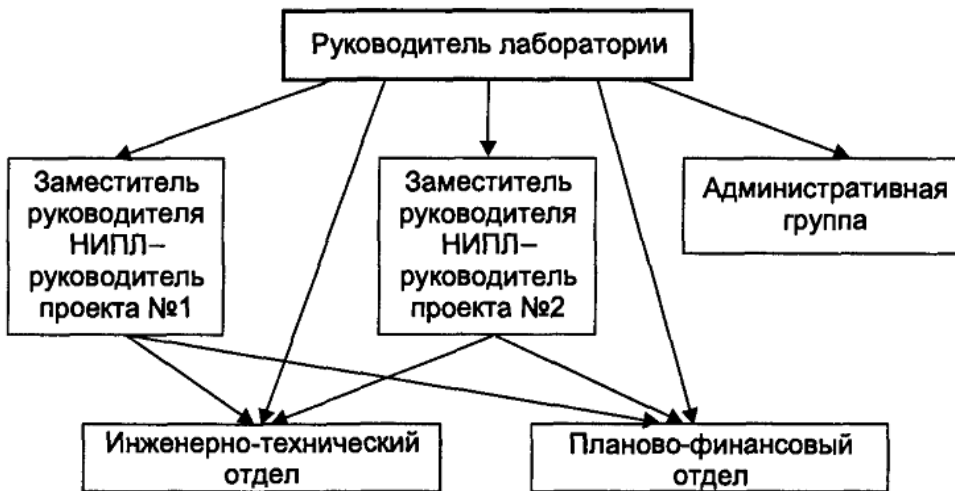 Руководитель лаборатории
Заместитель
руководителя
НИПЛ–
руководитель
проекта №1
Заместитель
руководителя
НИПЛ–
руководитель
проекта №2
Административная
группа
Инженерно-технический
отдел
Планово-финансовый
отдел